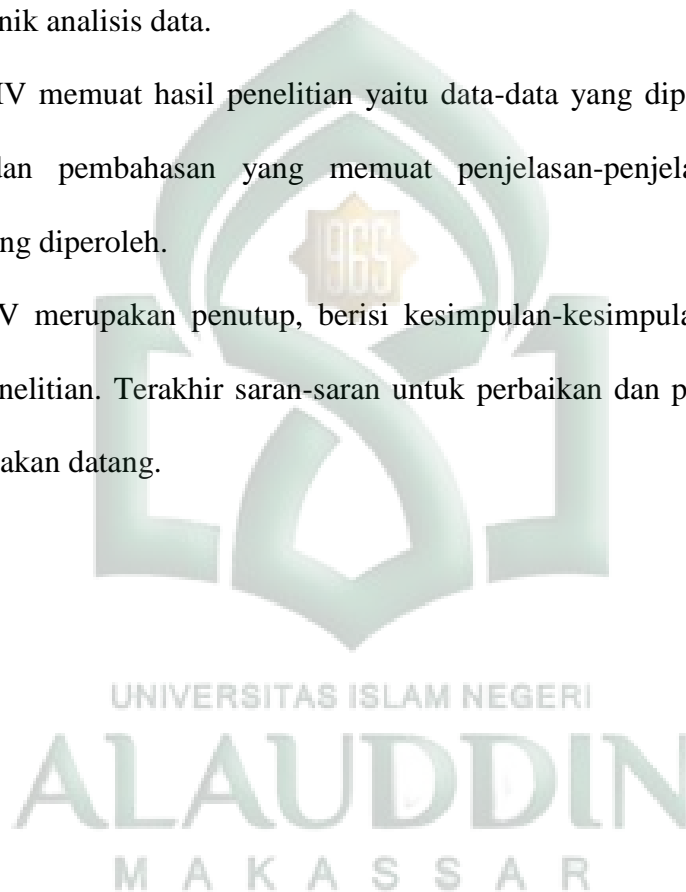 nik analisis data.
IV memuat hasil penelitian yaitu data-data yang dip
dan pembahasan yang memuat penjelasan-penjela
ng diperoleh.
1965
V merupakan penutup, berisi kesimpulan-kesimpula
nelitian. Terakhir saran-saran untuk perbaikan dan p
akan datang.
UNIVERSITAS ISLAM NEGERI
ALAUDDIN
MAKASSAR